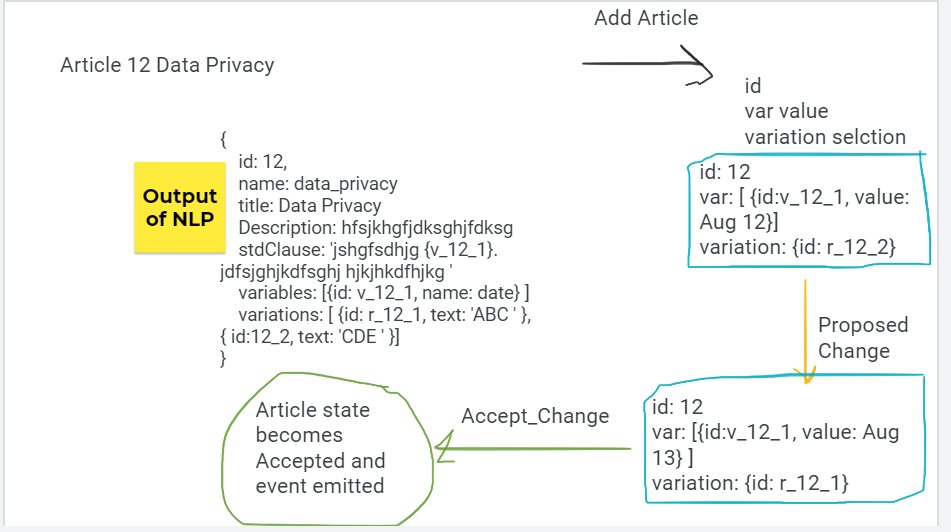 Add Article
Article 12 Data Privacy
id
var value
variation selction
{
id: 12,
name: data_privacy
title: Data Privacy
Description: hfsjkhgfjdksghjfdksg
stdClause: 'jshgfsdhjg {v_12_1}.
jdfsjghjkdfsghj hjkjhkdfhjkg '
variables: [{id: v_12_1, name: date} ]
variations: [ {id: r_12_1, text: 'ABC ' },
{ id:12_2, text: 'CDE ' }]
}
Output
of NLP
id: 12
var: [ {id:v_12_1, value:
Aug 12}]
variation: {id: r_12_2}
Proposed
Change
id: 12
var: [{id:v_12_1, value: Aug
13} ]
variation: {id: r_12_1}
Accept_Change
Article state
becomes
Accepted and
event emitted